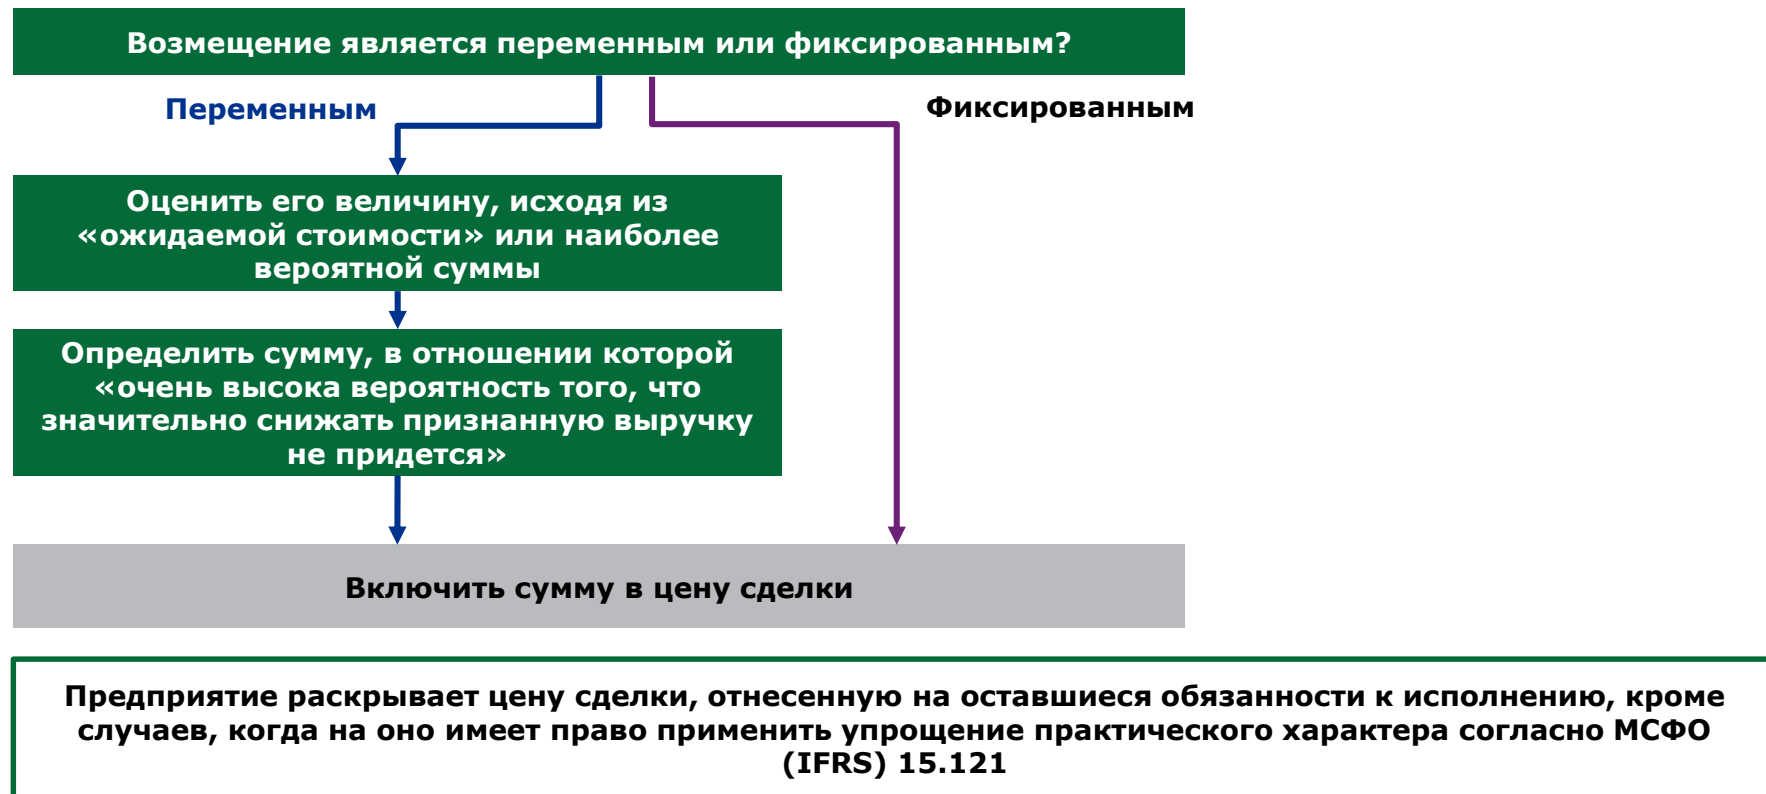 Возмещение является переменным или фиксированным?
Переменным
Фиксированным
Оценить его величину, исходя из
«ожидаемой стоимости» или наиболее
вероятной суммы
Определить сумму, в отношении которой
«очень высока вероятность того, что
значительно снижать признанную выручку
не придется»
Включить сумму в цену сделки
Предприятие раскрывает цену сделки, отнесенную на оставшиеся обязанности к исполнению, кроме
случаев, когда на оно имеет право применить упрощение практического характера согласно МСФО
(IFRS) 15.121